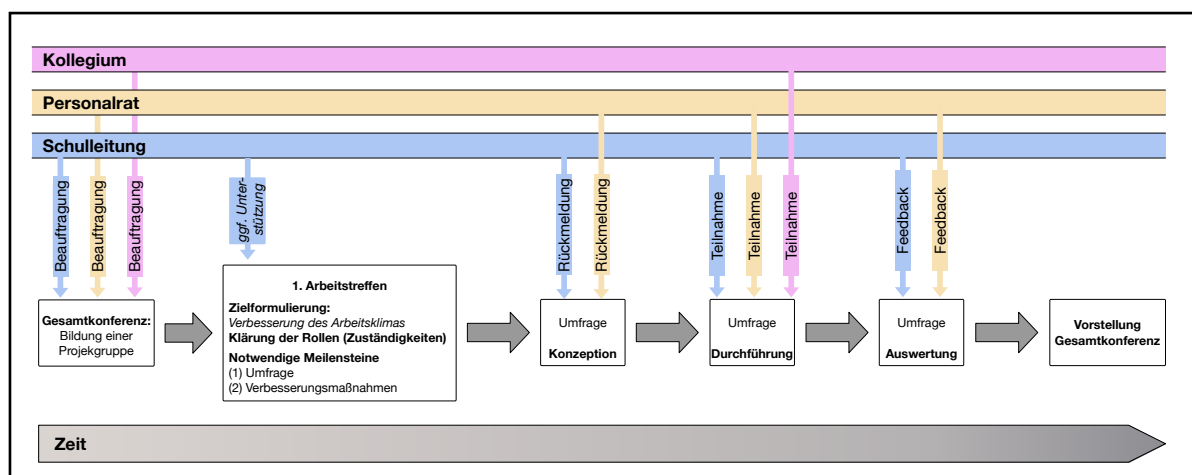 Kollegium
Personalrat
Schulleitung
Beauftragung
Beauftragung
Beauftragung
ggf. Unter-
stützung
Rückmeldung
Rückmeldung
Teilnahme
Teilnahme
Teilnahme
Feedback
Feedback
Gesamtkonferenz:
Bildung einer
Projekgruppe
1. Arbeitstreffen
Zielformulierung:
Verbesserung des Arbeitsklimas
Klärung der Rollen (Zuständigkeiten)
Notwendige Meilensteine
(1) Umfrage
(2) Verbesserungsmaßnahmen
Umfrage
Konzeption
Umfrage
Durchführung
Umfrage
Auswertung
Vorstellung
Gesamtkonferenz
Zeit